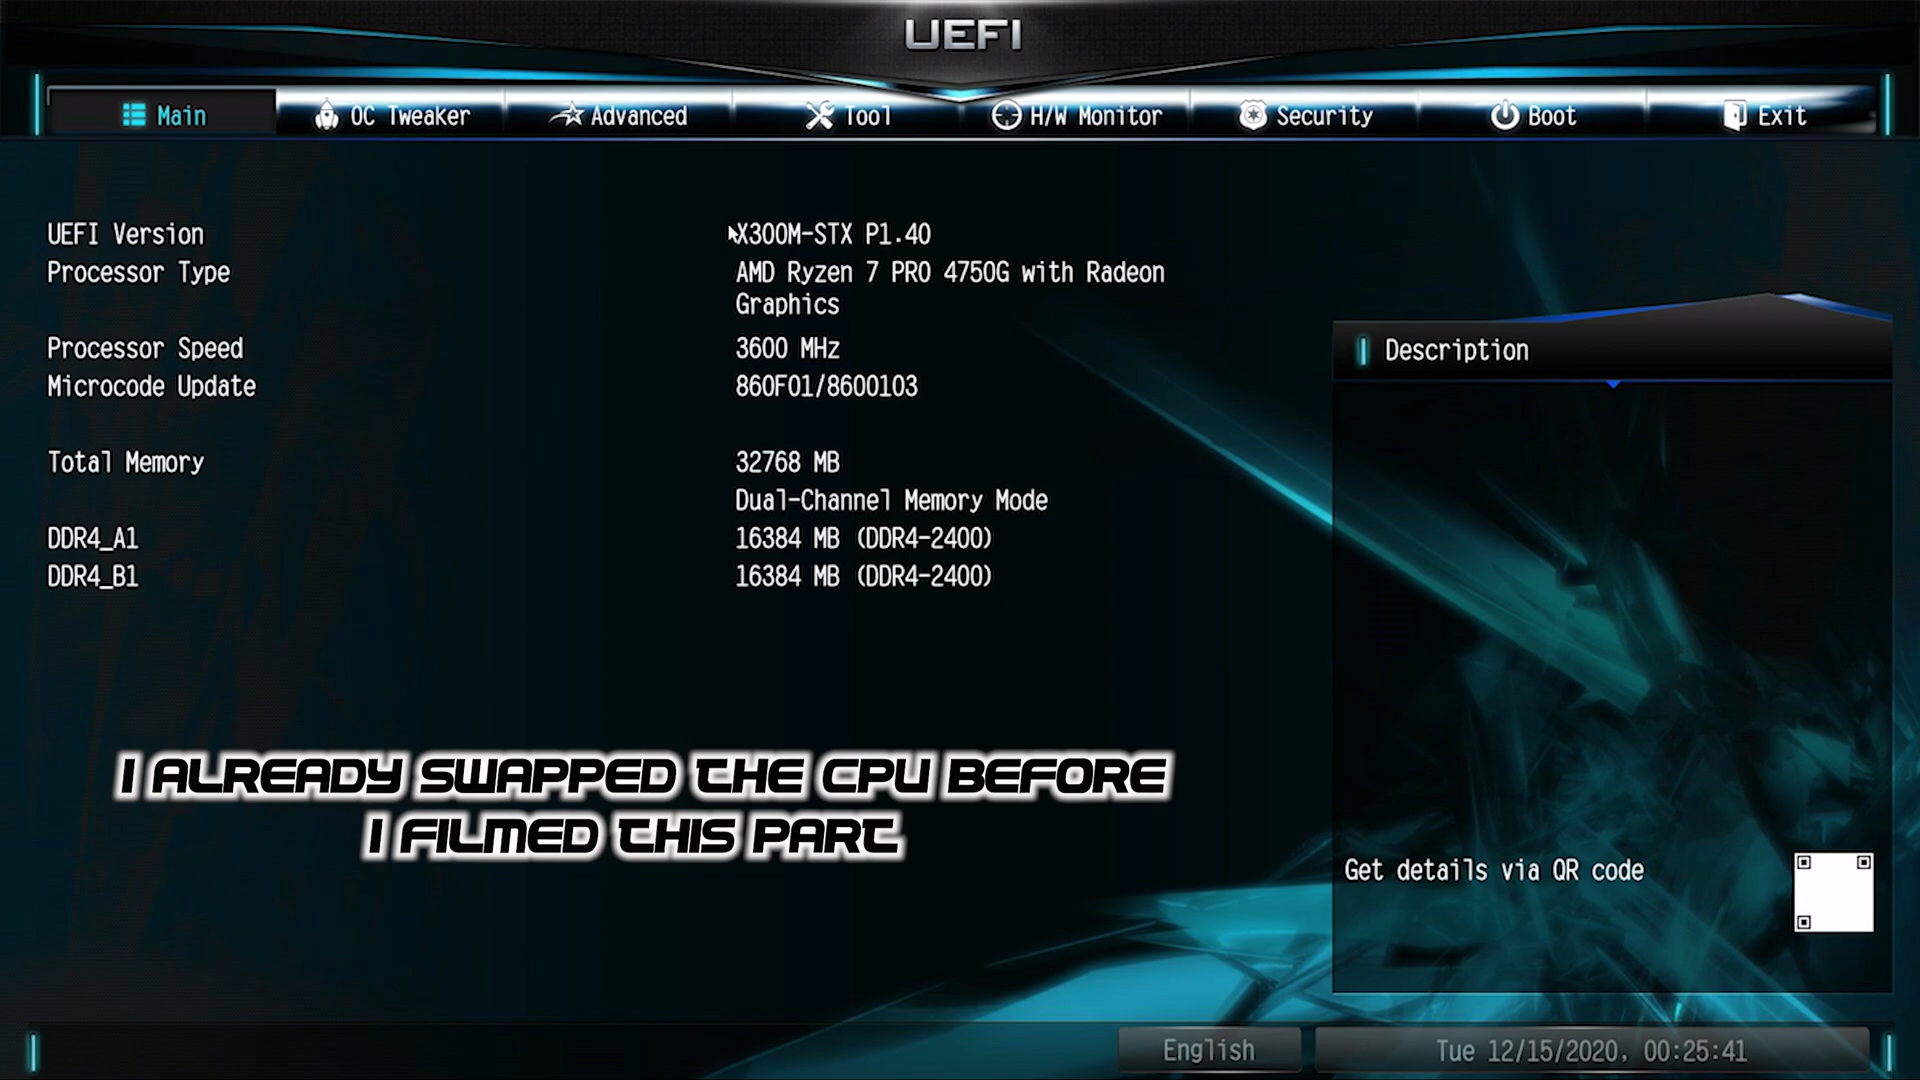 UEFI
Main OC Tweaker Advanced Tool H/W Monitor Security Boot Exit
UEFI Version X300M-STX P1.40
Processor Type AMD Ryzen 7 PRO 4750G with Radeon
Graphics
Processor Speed 3600 MHz
Microcode Update 860F01/8600103
Total Memory 32768 MB
Dual-Channel Memory Mode
DDR4_A1 16384 MB (DDR4-2400)
DDR4_B1 16384 MB (DDR4-2400)
Description
Get details via QR code
I ALREADY SWAPPED THE CPU BEFORE
I FILMED THIS PART
English Tue 12/15/2020, 00:25:41